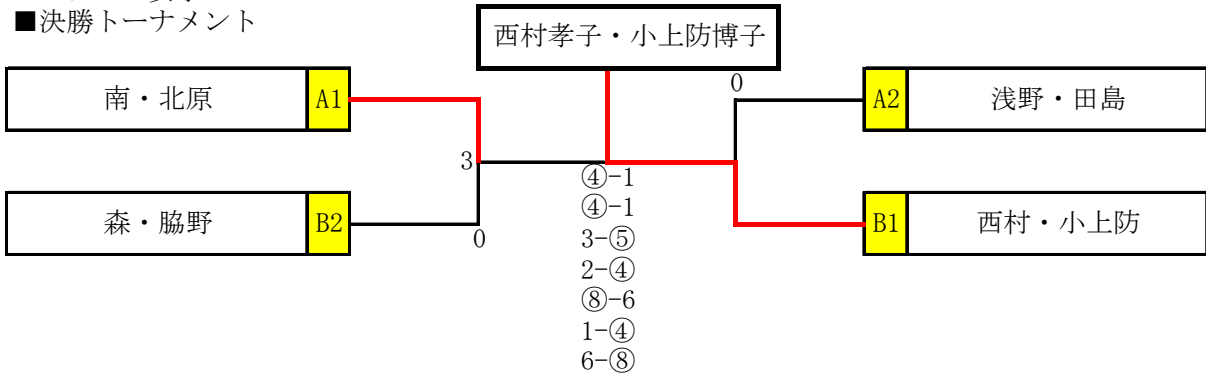 ■決勝トーナメント
西村孝子・小上防博子
南・北原 A1
0
A2 浅野・田島
3
④-1
④-1
森・脇野 B2
0
B1 西村・小上防
3-⑤
2-④
⑧-6
1-④
6-⑧